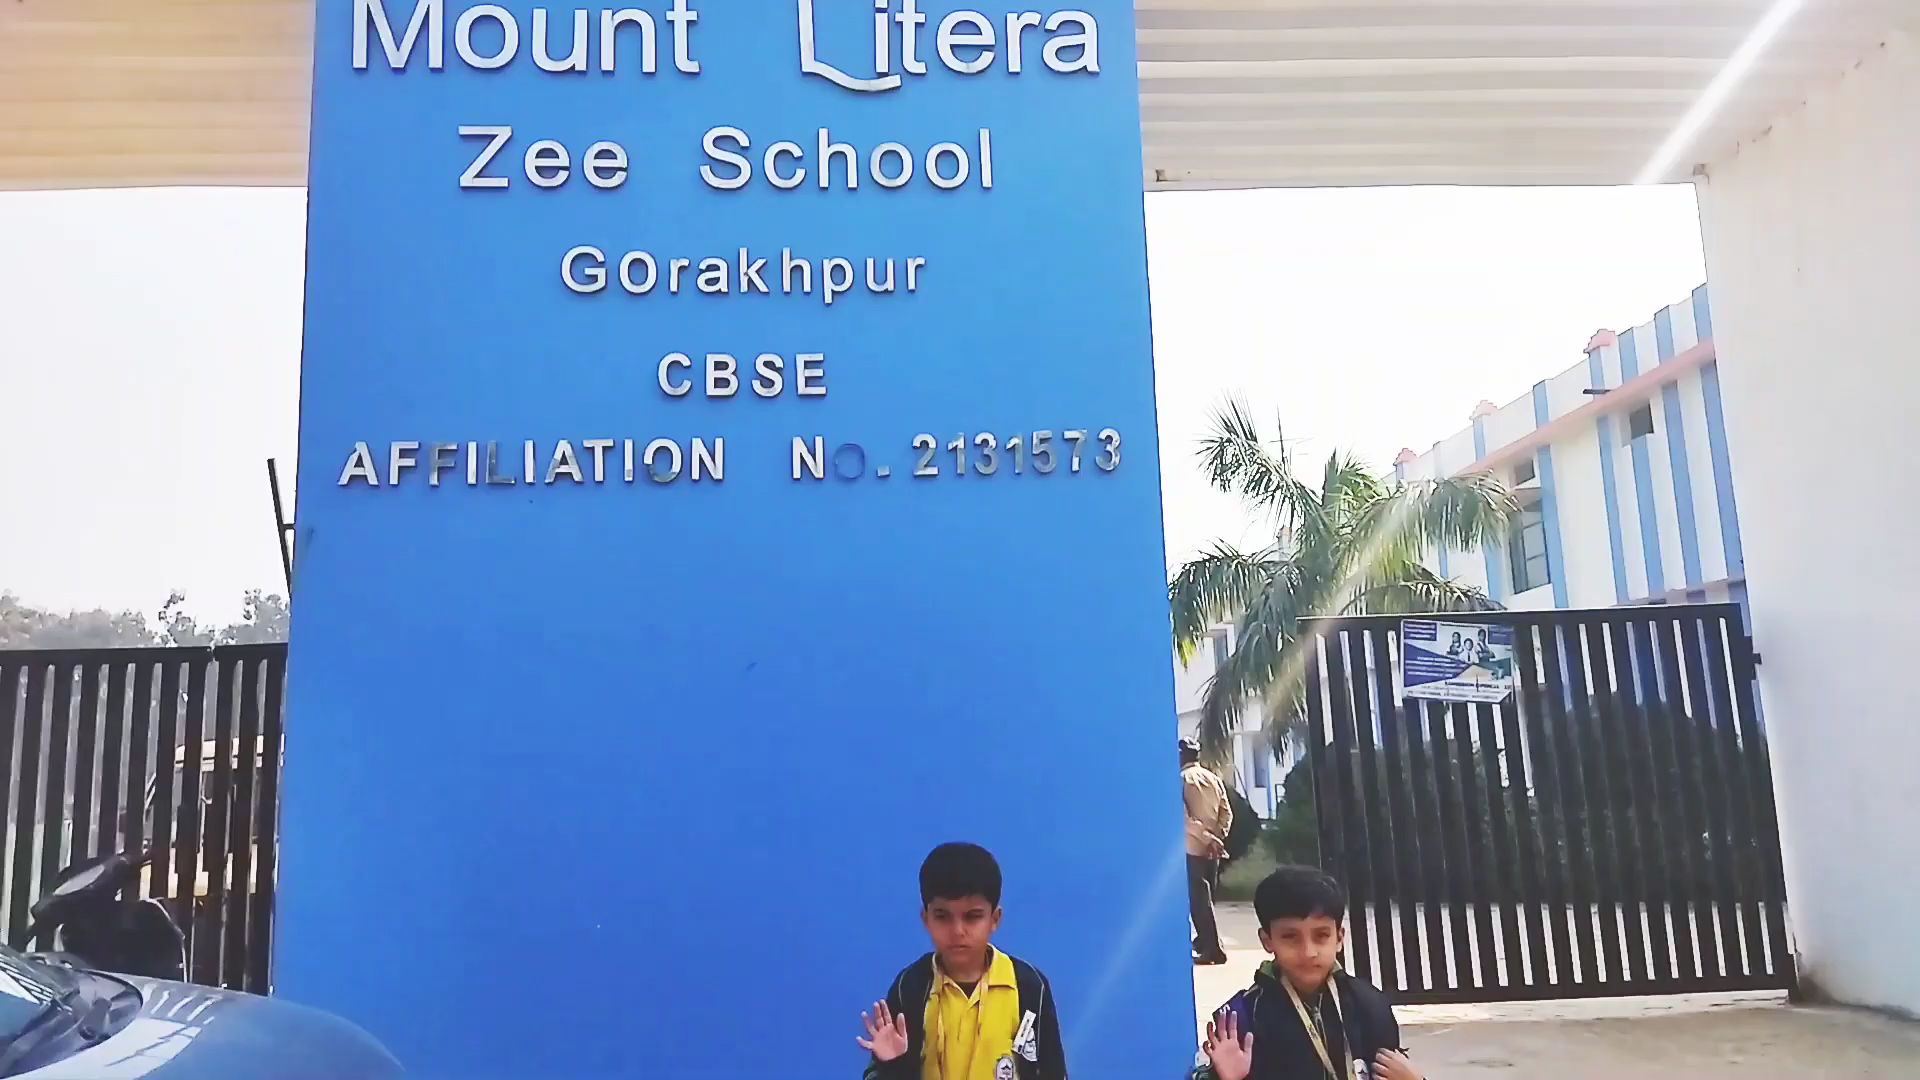 Mount Litera
Zee School
Gorakhpur
CBSE
AFFILIATION NO. 2131573